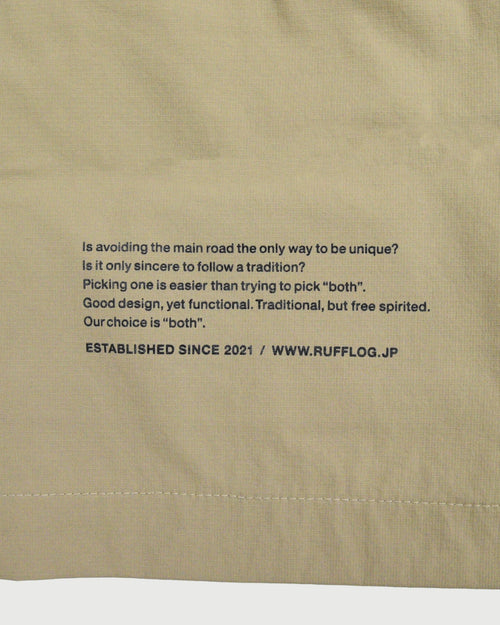 Is avoiding the main road the only way to be unique?
Is it only sincere to follow a tradition?
Picking one is easier than trying to pick “both”.
Good design, yet functional. Traditional, but free spirited.
Our choice is “both”.
ESTABLISHED SINCE 2021 / WWW.RUFFLOG.JP